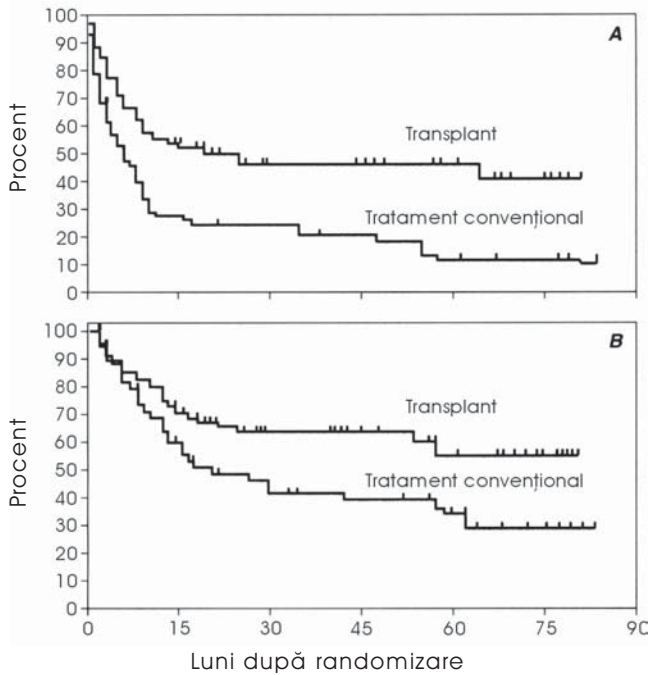 100
90
80
70
60
50
40
30
20
10
0
Procent
A
Transplant
Tratament convențional
100
90
80
70
60
50
40
30
20
10
0
Procent
B
Transplant
Tratament convențional
0 15 30 45 60 75 90
Luni după randomizare